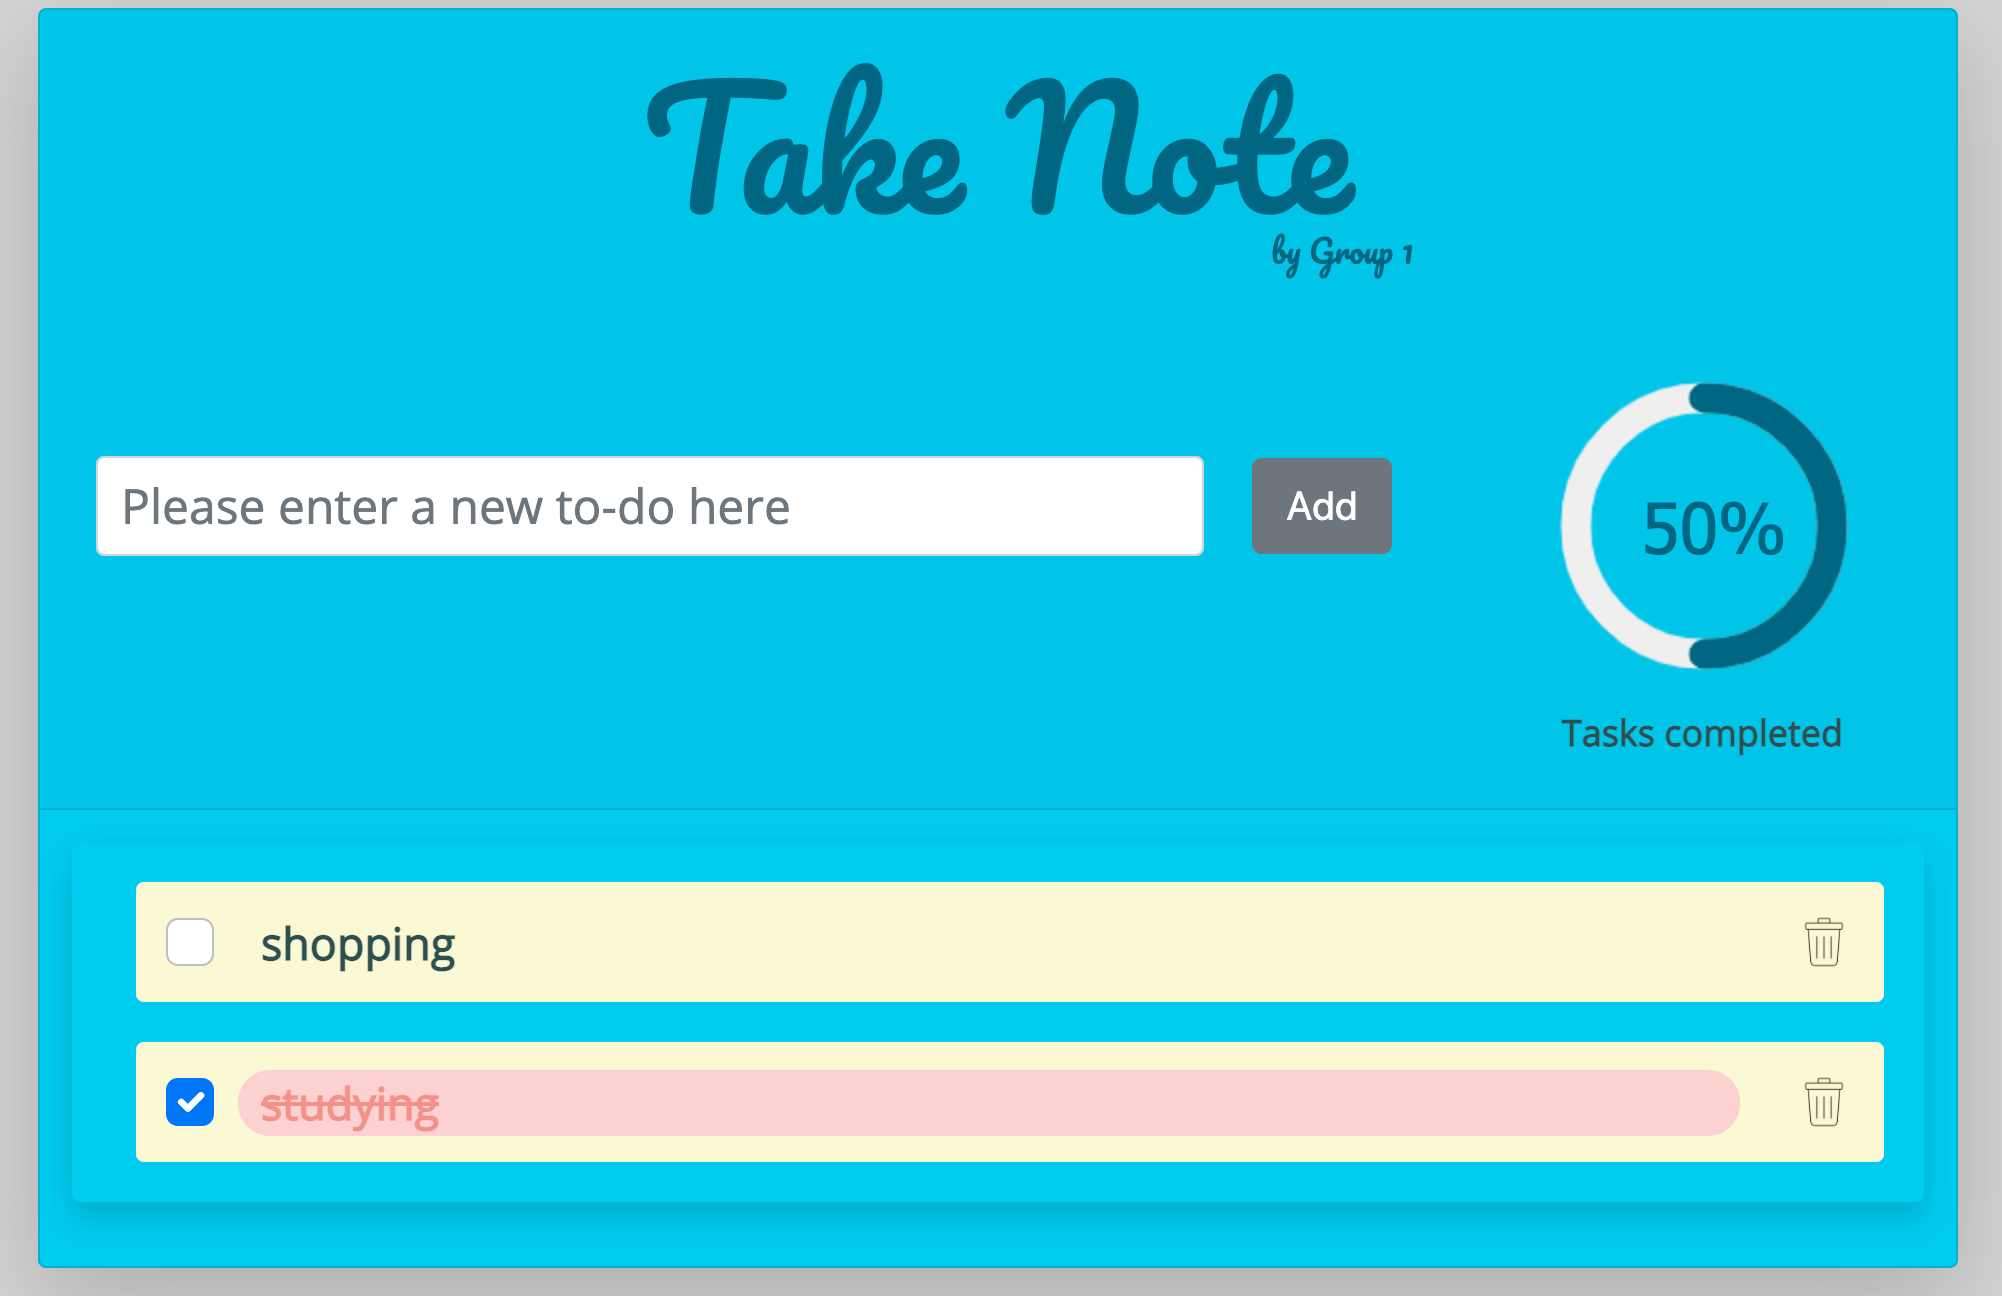 Take Note
by Group 1
Please enter a new to-do here
Add
50%
Tasks completed
shopping
studying